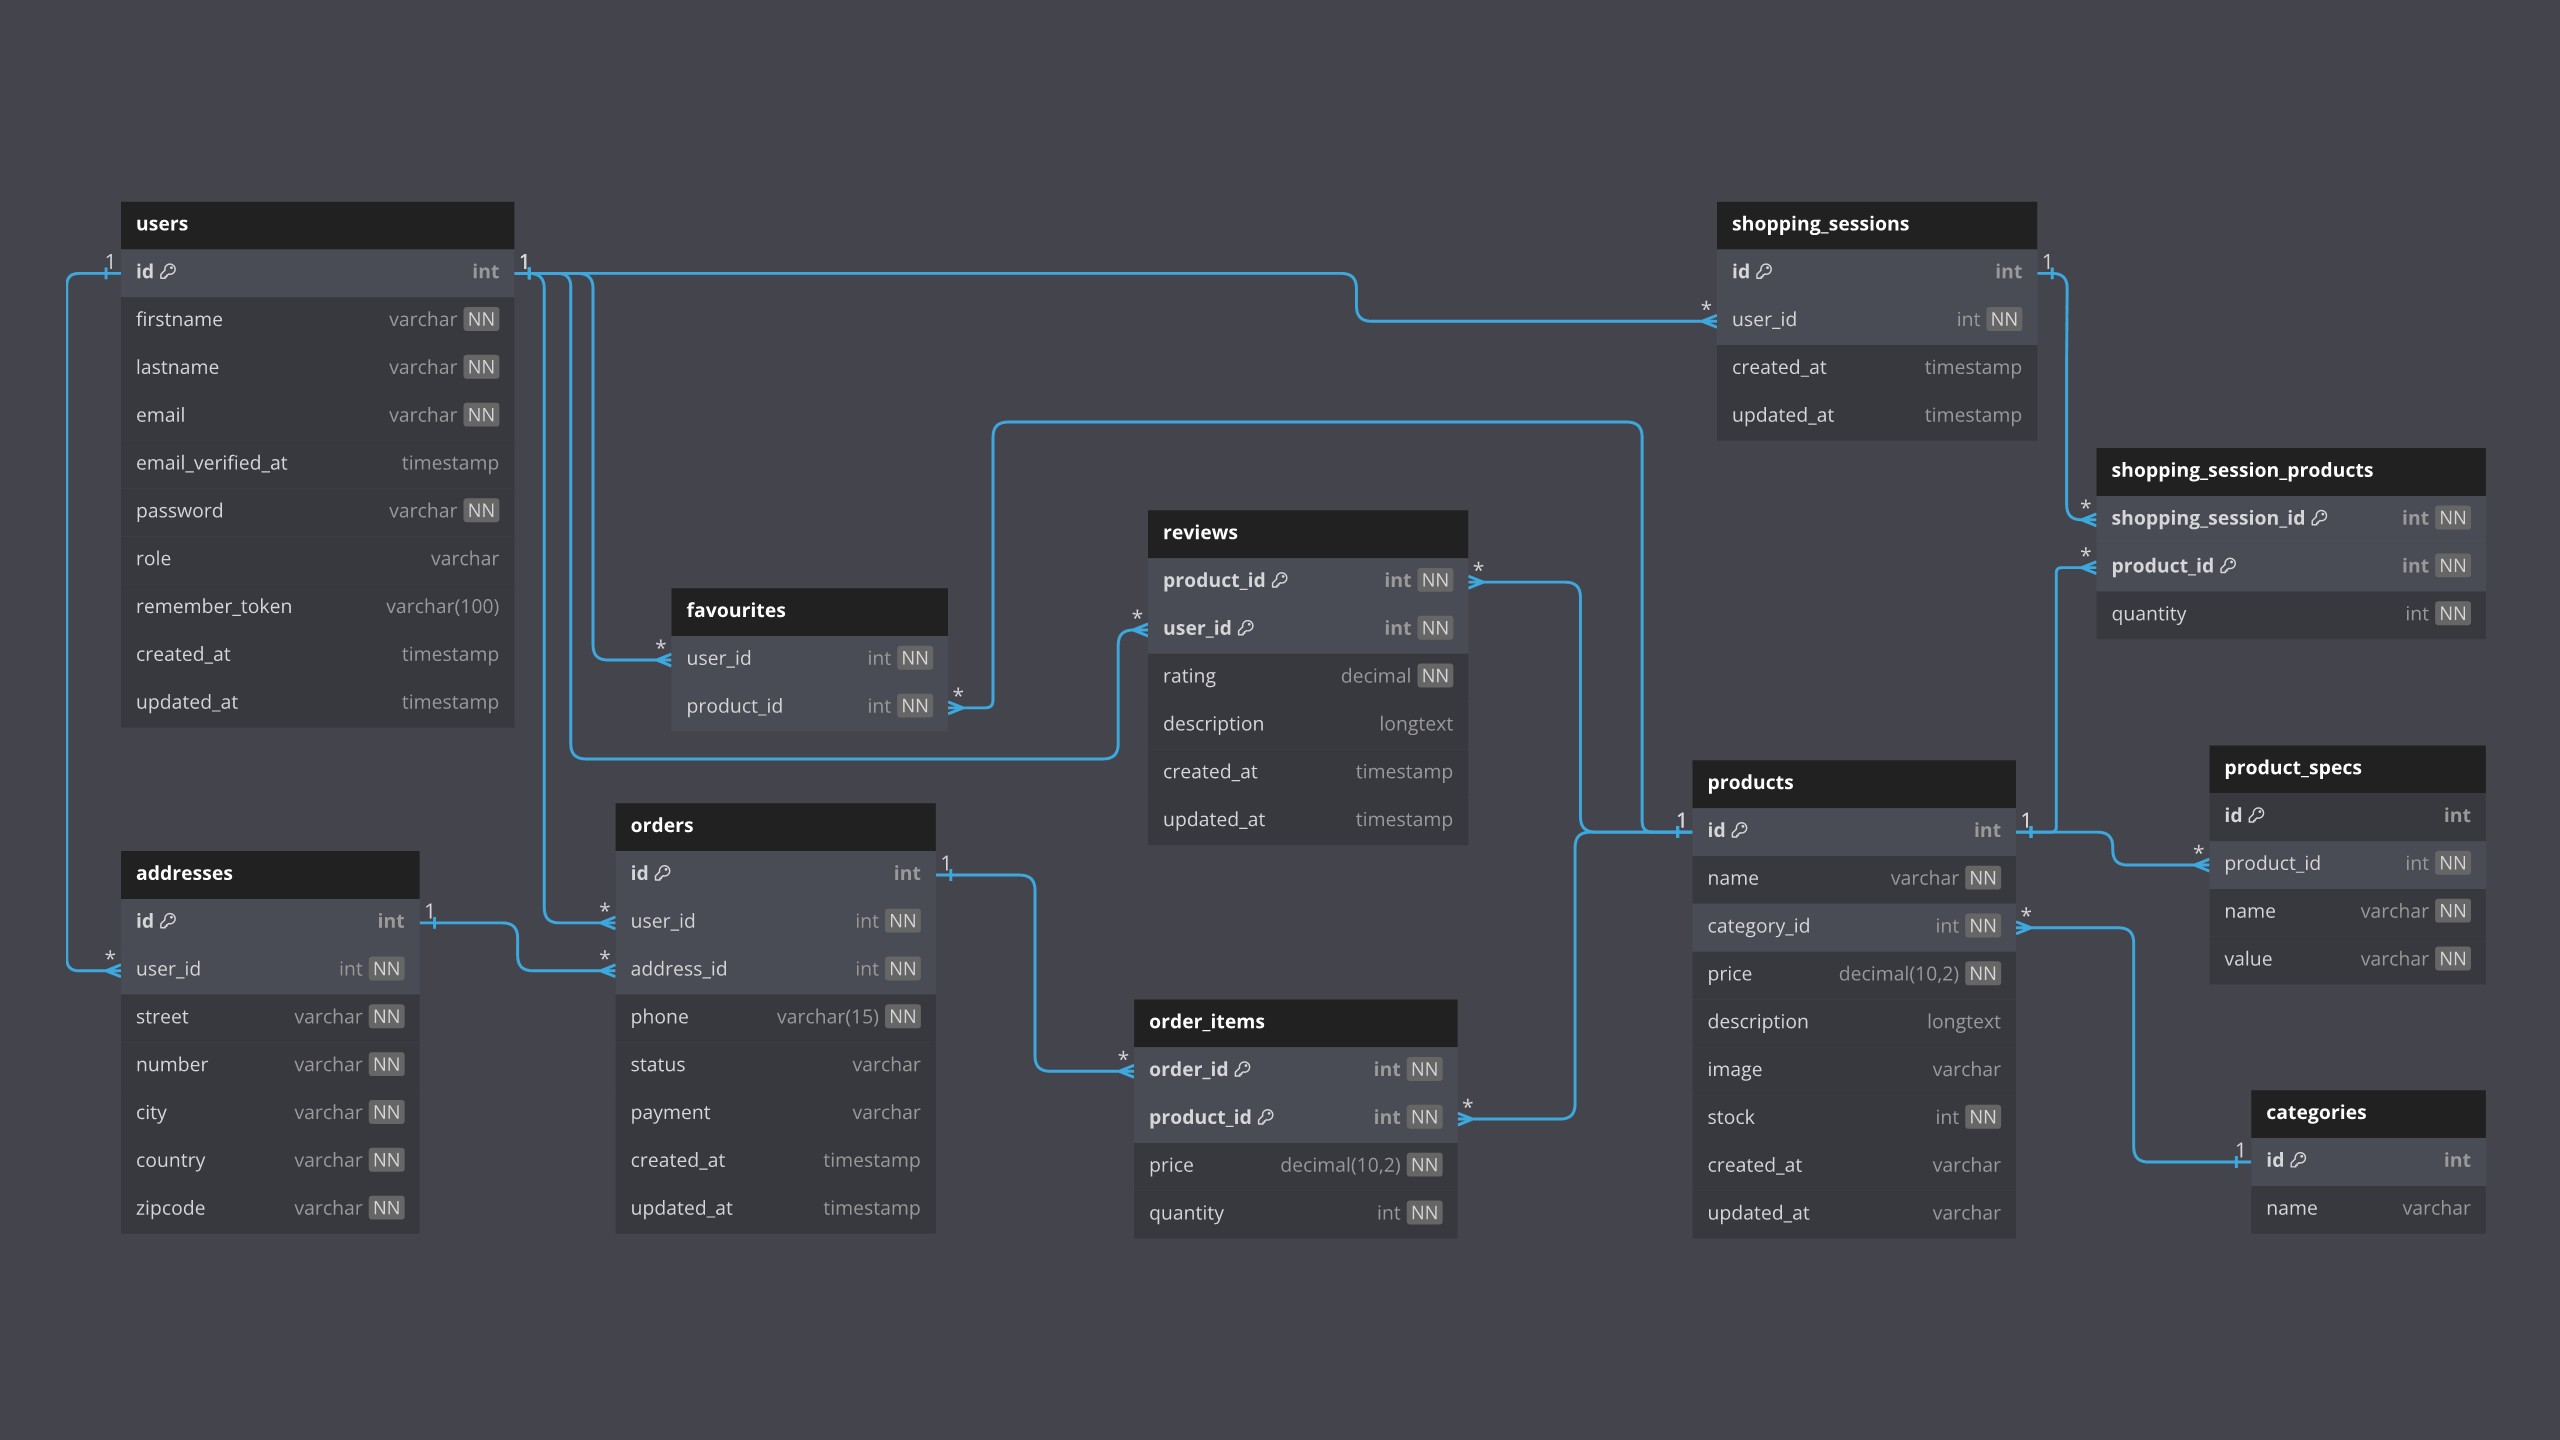 users
1 id int 1
firstname varchar NN
lastname varchar NN
email varchar NN
email_verified_at timestamp
password varchar NN
role varchar
remember_token varchar(100)
created_at timestamp
updated_at timestamp
shopping_sessions
id int 1
* user_id int NN
created_at timestamp
updated_at timestamp
shopping_session_products
* shopping_session_id int NN
* product_id int NN
quantity int NN
reviews
product_id int NN *
* user_id int NN
rating decimal NN
description longtext
created_at timestamp
updated_at timestamp
favourites
* user_id int NN
product_id int NN *
addresses
id int 1
* user_id int NN
street varchar NN
number varchar NN
city varchar NN
country varchar NN
zipcode varchar NN
orders
id int 1
* user_id int NN
* address_id int NN
phone varchar(15) NN
status varchar
payment varchar
created_at timestamp
updated_at timestamp
order_items
* order_id int NN
product_id int NN *
price decimal(10,2) NN
quantity int NN
products
1 id int 1
name varchar NN
category_id int NN *
price decimal(10,2) NN
description longtext
image varchar
stock int NN
created_at varchar
updated_at varchar
product_specs
id int
* product_id int NN
name varchar NN
value varchar NN
categories
1 id int
name varchar